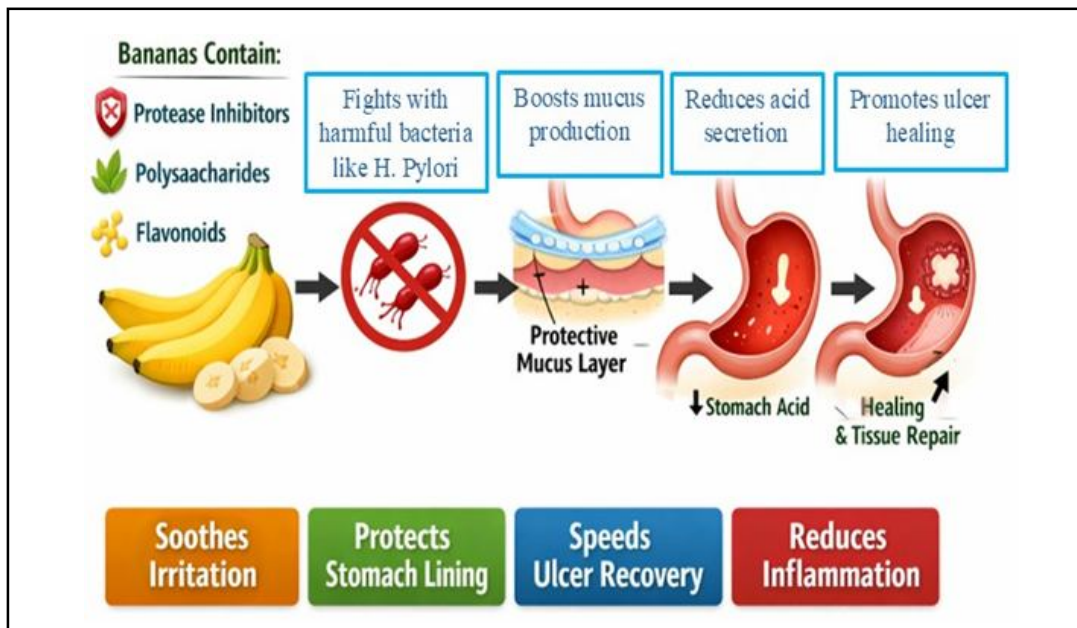 Bananas Contain:
Protease Inhibitors
Polysaacharides
Flavonoids
Fights with
harmful bacteria
like H. Pylori
Boosts mucus
production
Reduces acid
secretion
Promotes ulcer
healing
-
+
Protective
Mucus Layer
↓ Stomach Acid
Healing
& Tissue Repair
Soothes
Irritation
Protects
Stomach Lining
Speeds
Ulcer Recovery
Reduces
Inflammation